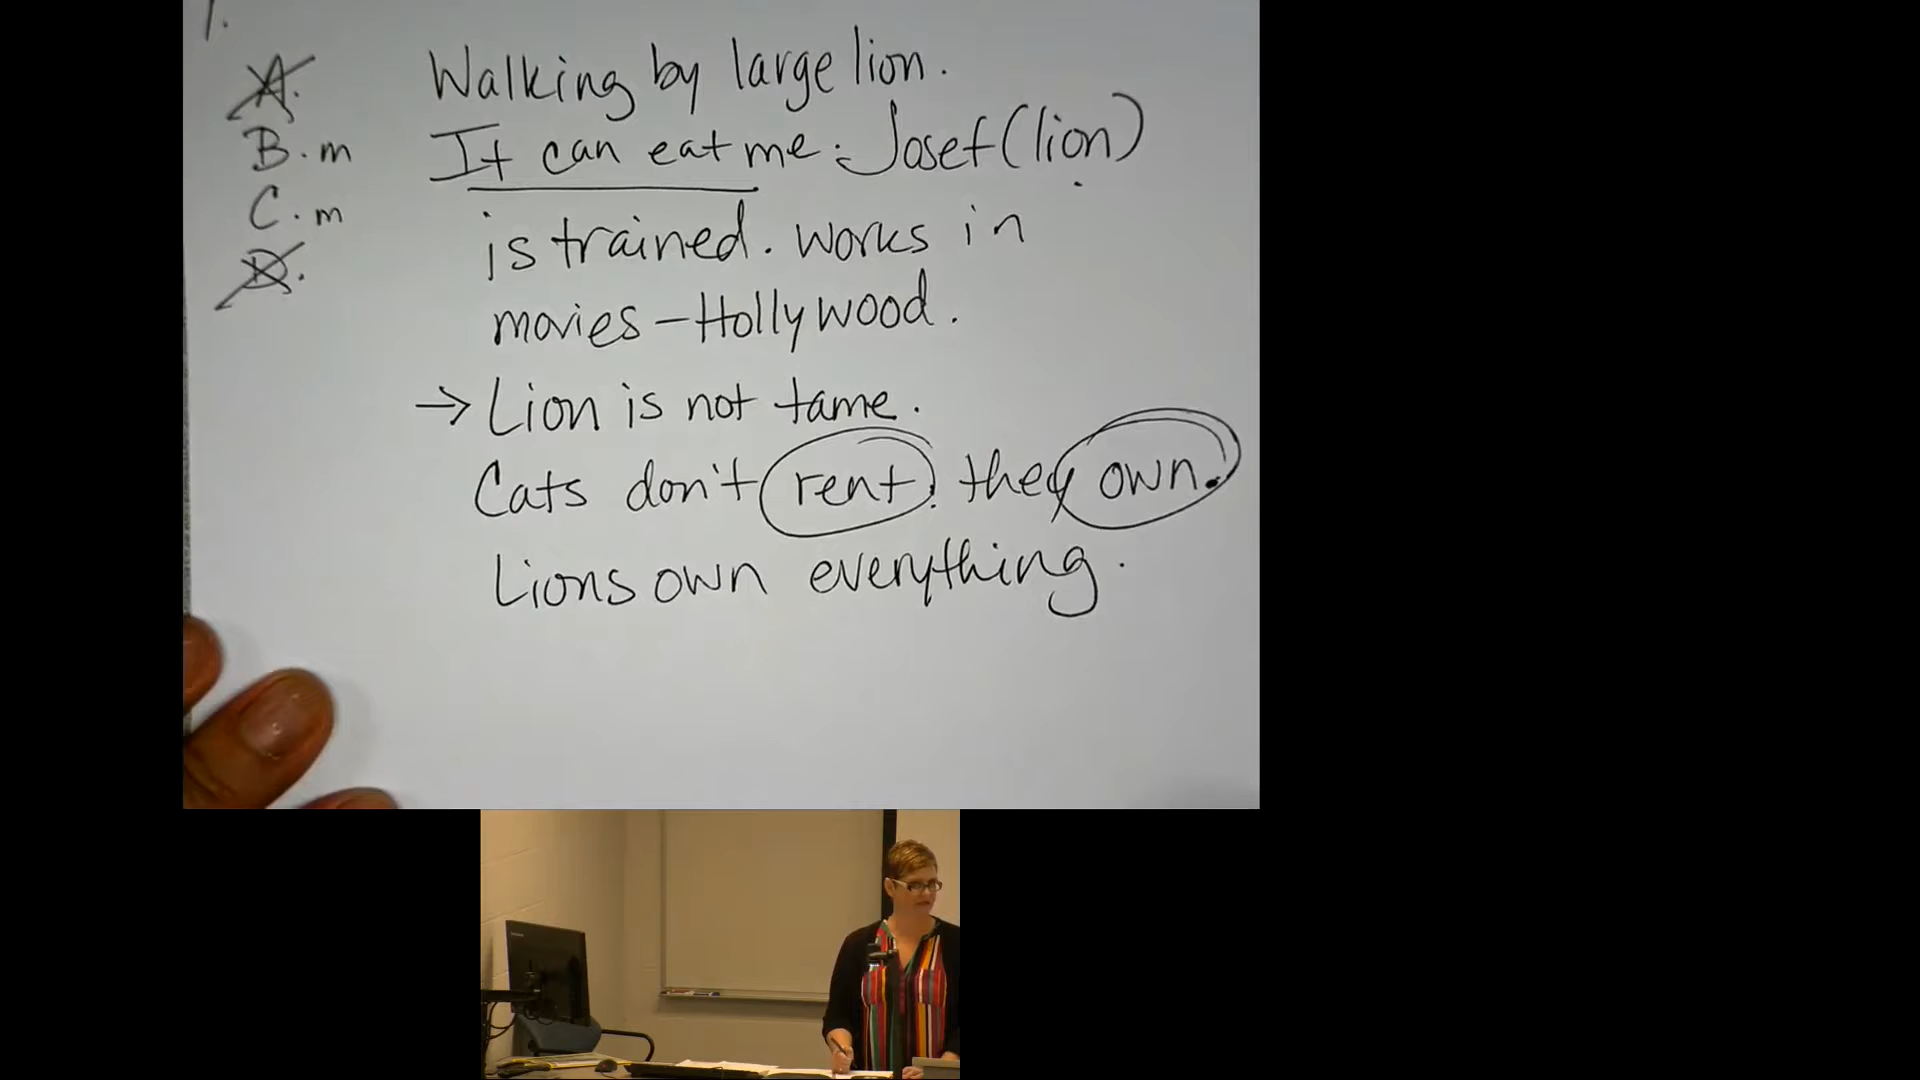 1.
A.
B. m
C. m
D.
Walking by large lion.
It can eat me. Josef (lion)
is trained. works in
movies - Hollywood.
→ Lion is not tame.
Cats don't rent. they own.
Lions own everything.